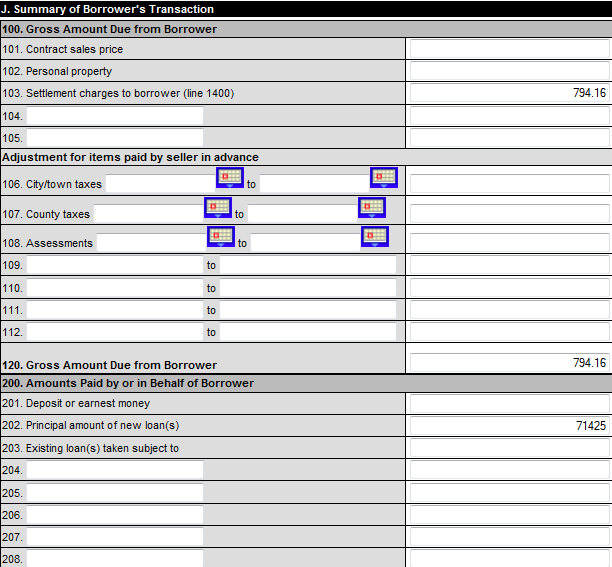 J. Summary of Borrower's Transaction
100. Gross Amount Due from Borrower
101. Contract sales price
102. Personal property
103. Settlement charges to borrower (line 1400) 794.16
104.
105.
Adjustment for items paid by seller in advance
106. City/town taxes to
107. County taxes to
108. Assessments to
109. to
110. to
111. to
112. to
120. Gross Amount Due from Borrower 794.16
200. Amounts Paid by or in Behalf of Borrower
201. Deposit or earnest money
202. Principal amount of new loan(s) 71425
203. Existing loan(s) taken subject to
204.
205.
206.
207.
208.